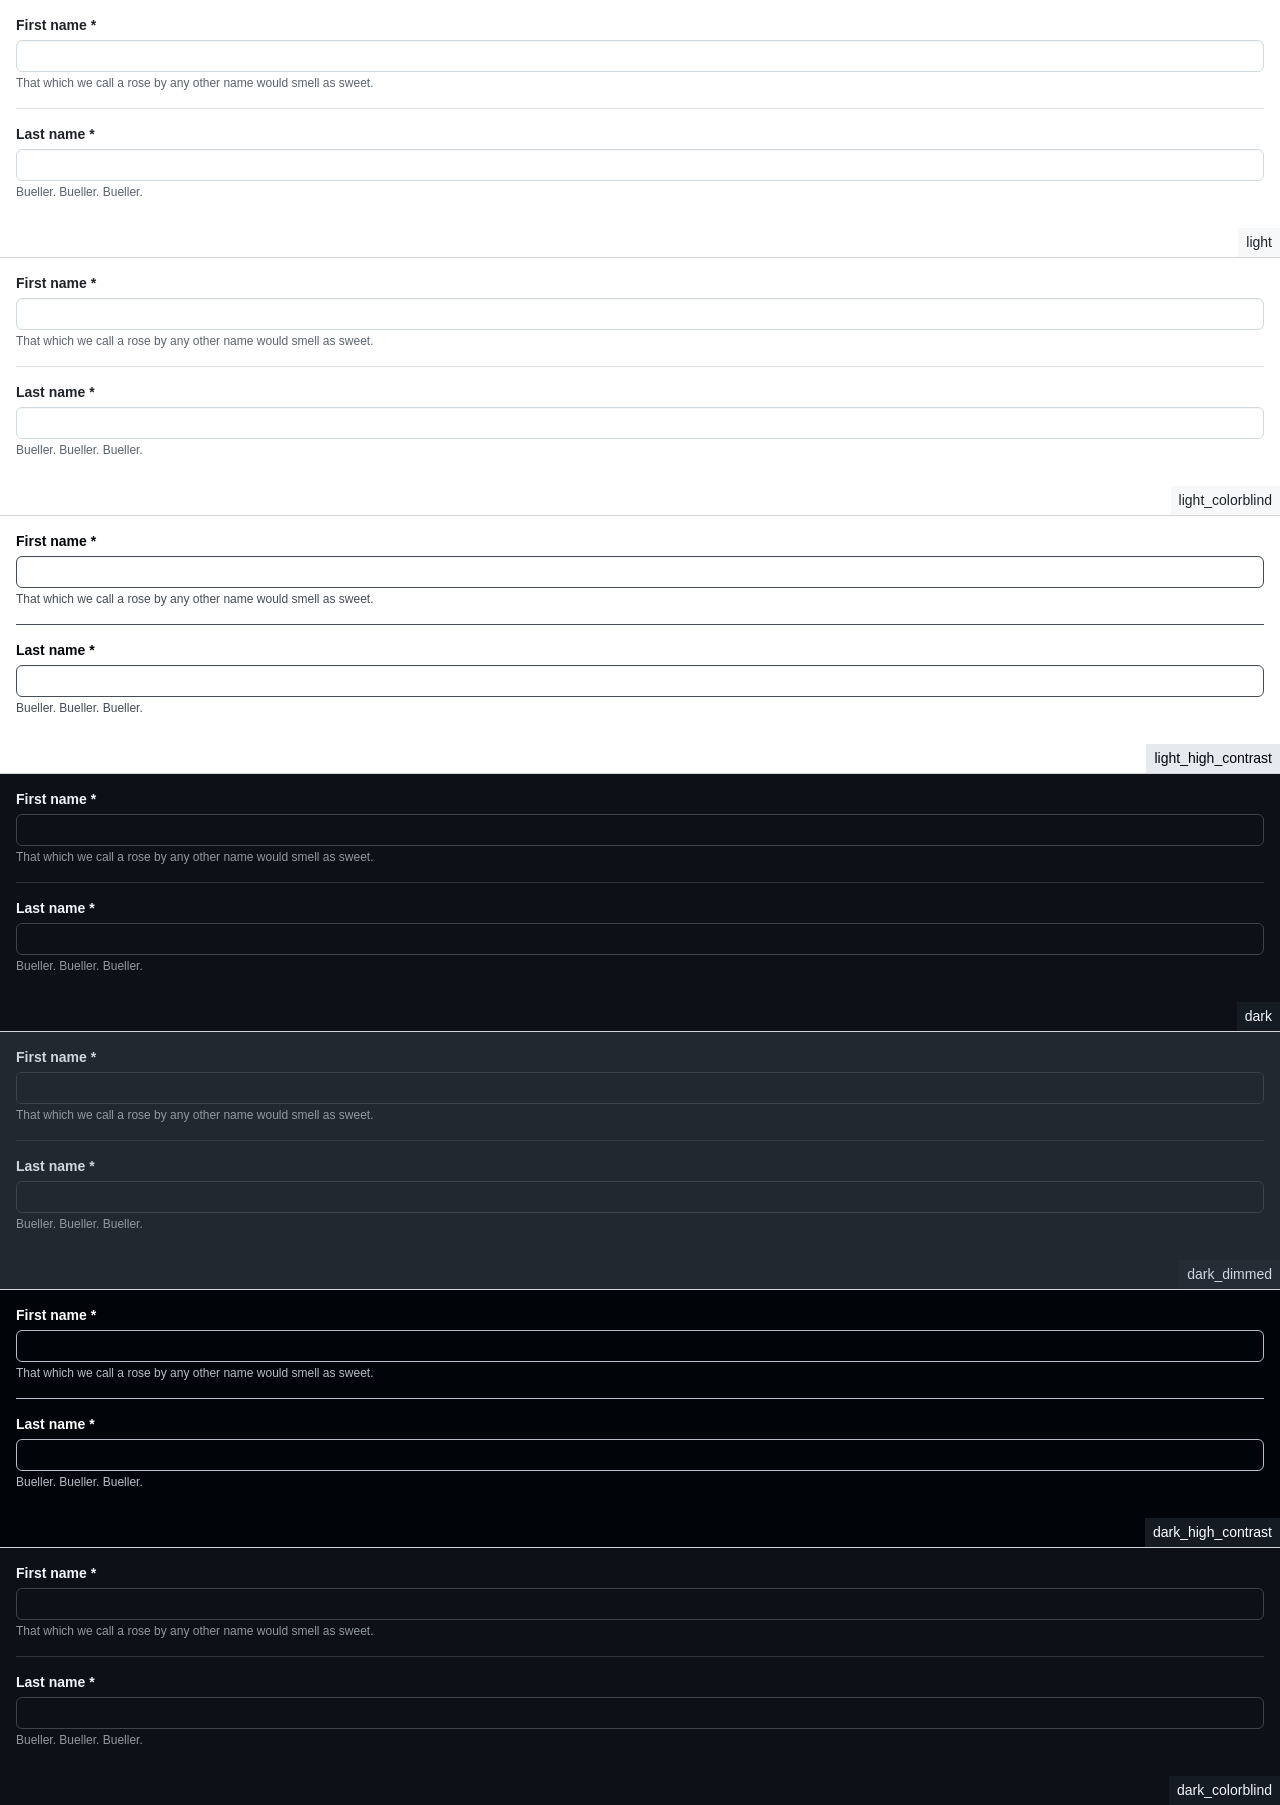 First name *
That which we call a rose by any other name would smell as sweet.
Last name *
Bueller. Bueller. Bueller.
light
First name *
That which we call a rose by any other name would smell as sweet.
Last name *
Bueller. Bueller. Bueller.
light_colorblind
First name *
That which we call a rose by any other name would smell as sweet.
Last name *
Bueller. Bueller. Bueller.
light_high_contrast
First name *
That which we call a rose by any other name would smell as sweet.
Last name *
Bueller. Bueller. Bueller.
dark
First name *
That which we call a rose by any other name would smell as sweet.
Last name *
Bueller. Bueller. Bueller.
dark_dimmed
First name *
That which we call a rose by any other name would smell as sweet.
Last name *
Bueller. Bueller. Bueller.
dark_high_contrast
First name *
That which we call a rose by any other name would smell as sweet.
Last name *
Bueller. Bueller. Bueller.
dark_colorblind